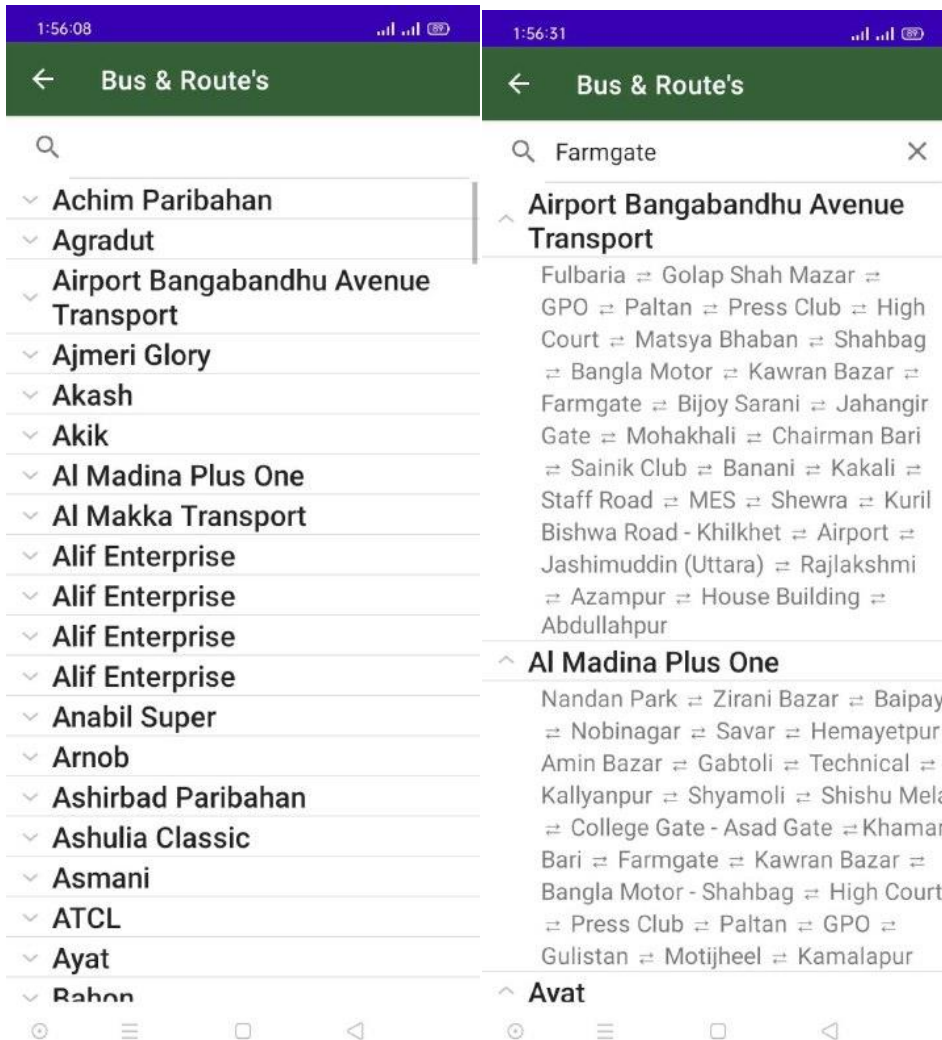 1:56:08
89
Bus & Route's
Achim Paribahan
Agradut
Airport Bangabandhu Avenue
Transport
Ajmeri Glory
Akash
Akik
Al Madina Plus One
Al Makka Transport
Alif Enterprise
Alif Enterprise
Alif Enterprise
Alif Enterprise
Anabil Super
Arnob
Ashirbad Paribahan
Ashulia Classic
Asmani
ATCL
Ayat
Bahon
1:56:31
89
Bus & Route's
Farmgate
Airport Bangabandhu Avenue
Transport
Fulbaria ⇌ Golap Shah Mazar ⇌
GPO ⇌ Paltan ⇌ Press Club ⇌ High
Court ⇌ Matsya Bhaban ⇌ Shahbag
⇌ Bangla Motor ⇌ Kawran Bazar ⇌
Farmgate ⇌ Bijoy Sarani ⇌ Jahangir
Gate ⇌ Mohakhali ⇌ Chairman Bari
⇌ Sainik Club ⇌ Banani ⇌ Kakali ⇌
Staff Road ⇌ MES ⇌ Shewra ⇌ Kuril
Bishwa Road - Khilkhet ⇌ Airport ⇌
Jashimuddin (Uttara) ⇌ Rajlakshmi
⇌ Azampur ⇌ House Building ⇌
Abdullahpur
Al Madina Plus One
Nandan Park ⇌ Zirani Bazar ⇌ Baipay
⇌ Nobinagar ⇌ Savar ⇌ Hemayetpur
Amin Bazar ⇌ Gabtoli ⇌ Technical ⇌
Kallyanpur ⇌ Shyamoli ⇌ Shishu Mela
⇌ College Gate - Asad Gate ⇌ Khamar
Bari ⇌ Farmgate ⇌ Kawran Bazar ⇌
Bangla Motor - Shahbag ⇌ High Court
⇌ Press Club ⇌ Paltan ⇌ GPO ⇌
Gulistan ⇌ Motijheel ⇌ Kamalapur
Ayat